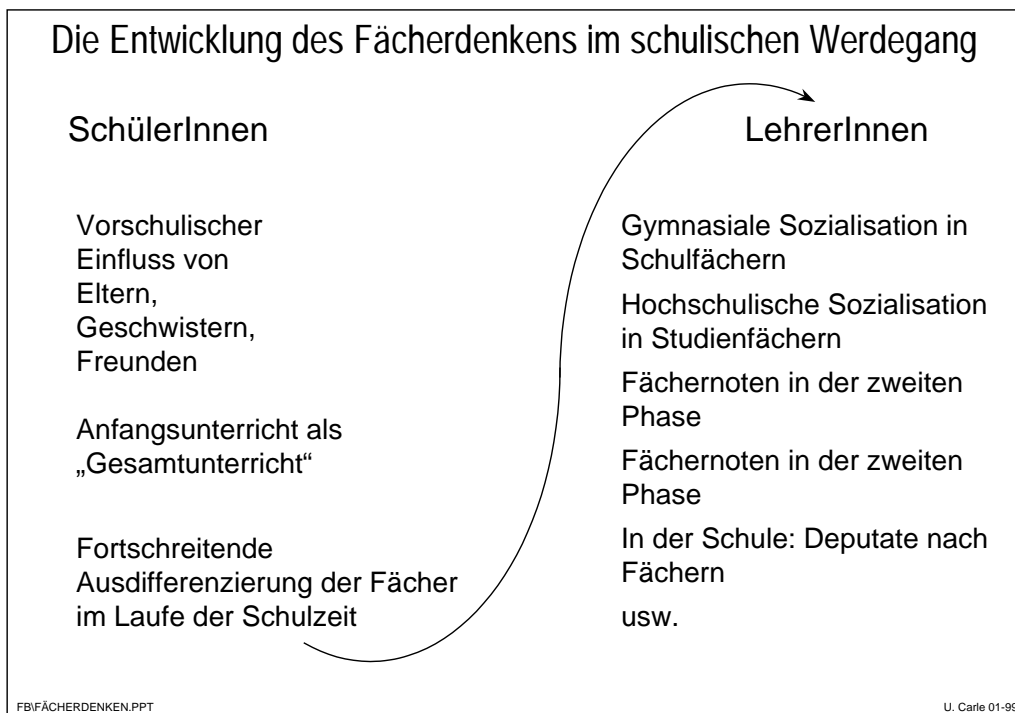 Die Entwicklung des Fächerdenkens im schulischen Werdegang
SchülerInnen
Vorschulischer
Einfluss von
Eltern,
Geschwistern,
Freunden
Anfangsunterricht als
„Gesamtunterricht“
Fortschreitende
Ausdifferenzierung der Fächer
im Laufe der Schulzeit
LehrerInnen
Gymnasiale Sozialisation in
Schulfächern
Hochschulische Sozialisation
in Studienfächern
Fächernoten in der zweiten
Phase
Fächernoten in der zweiten
Phase
In der Schule: Deputate nach
Fächern
usw.
FB\FÄCHERDENKEN.PPT
U. Carle 01-99